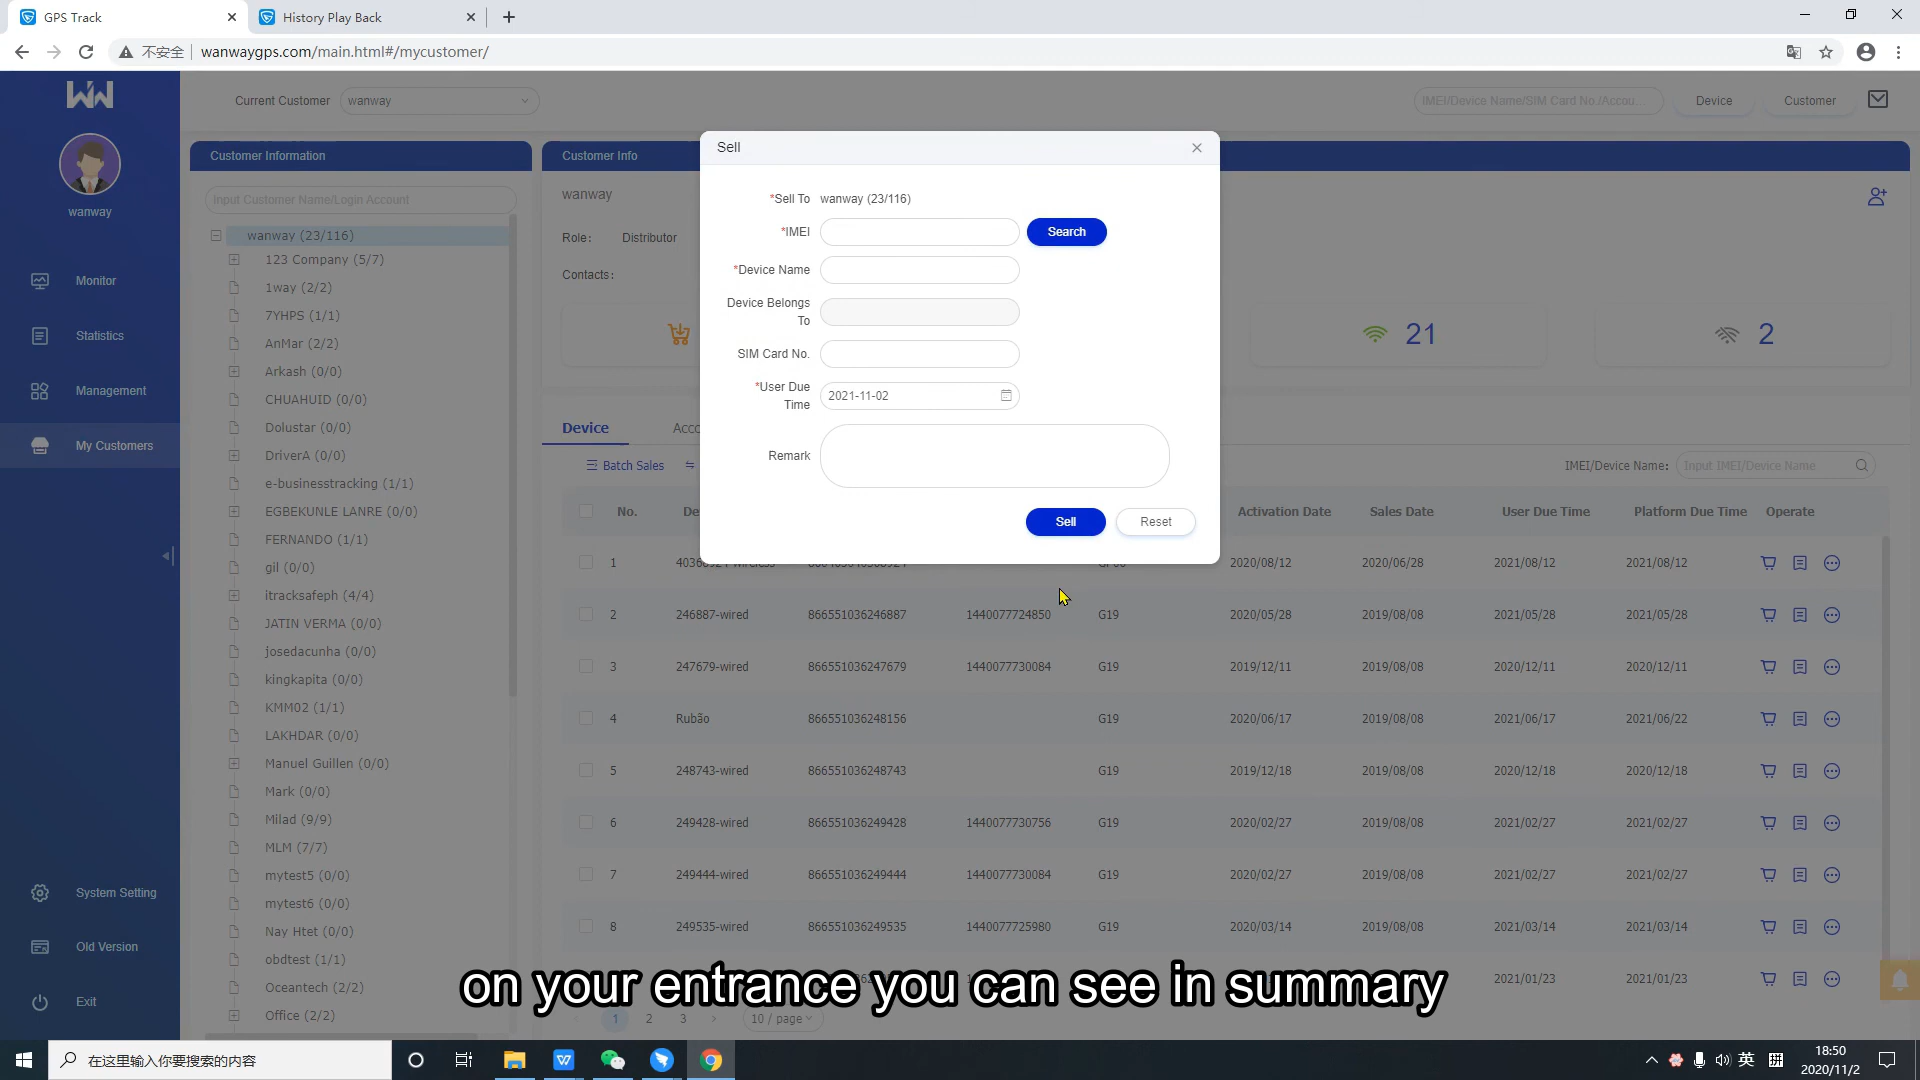 GPS Track
History Play Back
不安全
wanwaygps.com/main.html#/mycustomer/
wanway
Monitor
Statistics
Management
My Customers
System Setting
Old Version
Exit
Current Customer wanway
IMEI/Device Name/SIM Card No./Accou...
Device
Customer
Customer Information
Input Customer Name/Login Account
wanway (23/116)
123 Company (5/7)
1way (2/2)
7YHPS (1/1)
AnMar (2/2)
Arkash (0/0)
CHUAHUID (0/0)
Dolustar (0/0)
DriverA (0/0)
e-businesstracking (1/1)
EGBEKUNLE LANRE (0/0)
FERNANDO (1/1)
gil (0/0)
itracksafeph (4/4)
JATIN VERMA (0/0)
josedacunha (0/0)
kingkapita (0/0)
KMM02 (1/1)
LAKHDAR (0/0)
Manuel Guillen (0/0)
Mark (0/0)
Milad (9/9)
MLM (7/7)
mytest5 (0/0)
mytest6 (0/0)
Nay Htet (0/0)
obdtest (1/1)
Oceantech (2/2)
Office (2/2)
Customer Info
wanway
Role: Distributor
Contacts:
21
2
Sell
*Sell To wanway (23/116)
*IMEI Search
*Device Name
Device Belongs
To
SIM Card No.
*User Due
Time 2021-11-02
Remark
Sell Reset
Device
Batch Sales
IMEI/Device Name: Input IMEI/Device Name
No. Activation Date Sales Date User Due Time Platform Due Time Operate
1 2020/08/12 2020/06/28 2021/08/12 2021/08/12
2 246887-wired 866551036246887 1440077724850 G19 2020/05/28 2019/08/08 2021/05/28 2021/05/28
3 247679-wired 866551036247679 1440077730084 G19 2019/12/11 2019/08/08 2020/12/11 2020/12/11
4 Rubão 866551036248156 G19 2020/06/17 2019/08/08 2021/06/17 2021/06/22
5 248743-wired 866551036248743 G19 2019/12/18 2019/08/08 2020/12/18 2020/12/18
6 249428-wired 866551036249428 1440077730756 G19 2020/02/27 2019/08/08 2021/02/27 2021/02/27
7 249444-wired 866551036249444 1440077730084 G19 2020/02/27 2019/08/08 2021/02/27 2021/02/27
8 249535-wired 866551036249535 1440077725980 G19 2020/03/14 2019/08/08 2021/03/14 2021/03/14
2021/01/23 2021/01/23
on your entrance you can see in summary
1 2 3 10 / page
在这里输入你要搜索的内容
英
18:50
2020/11/2